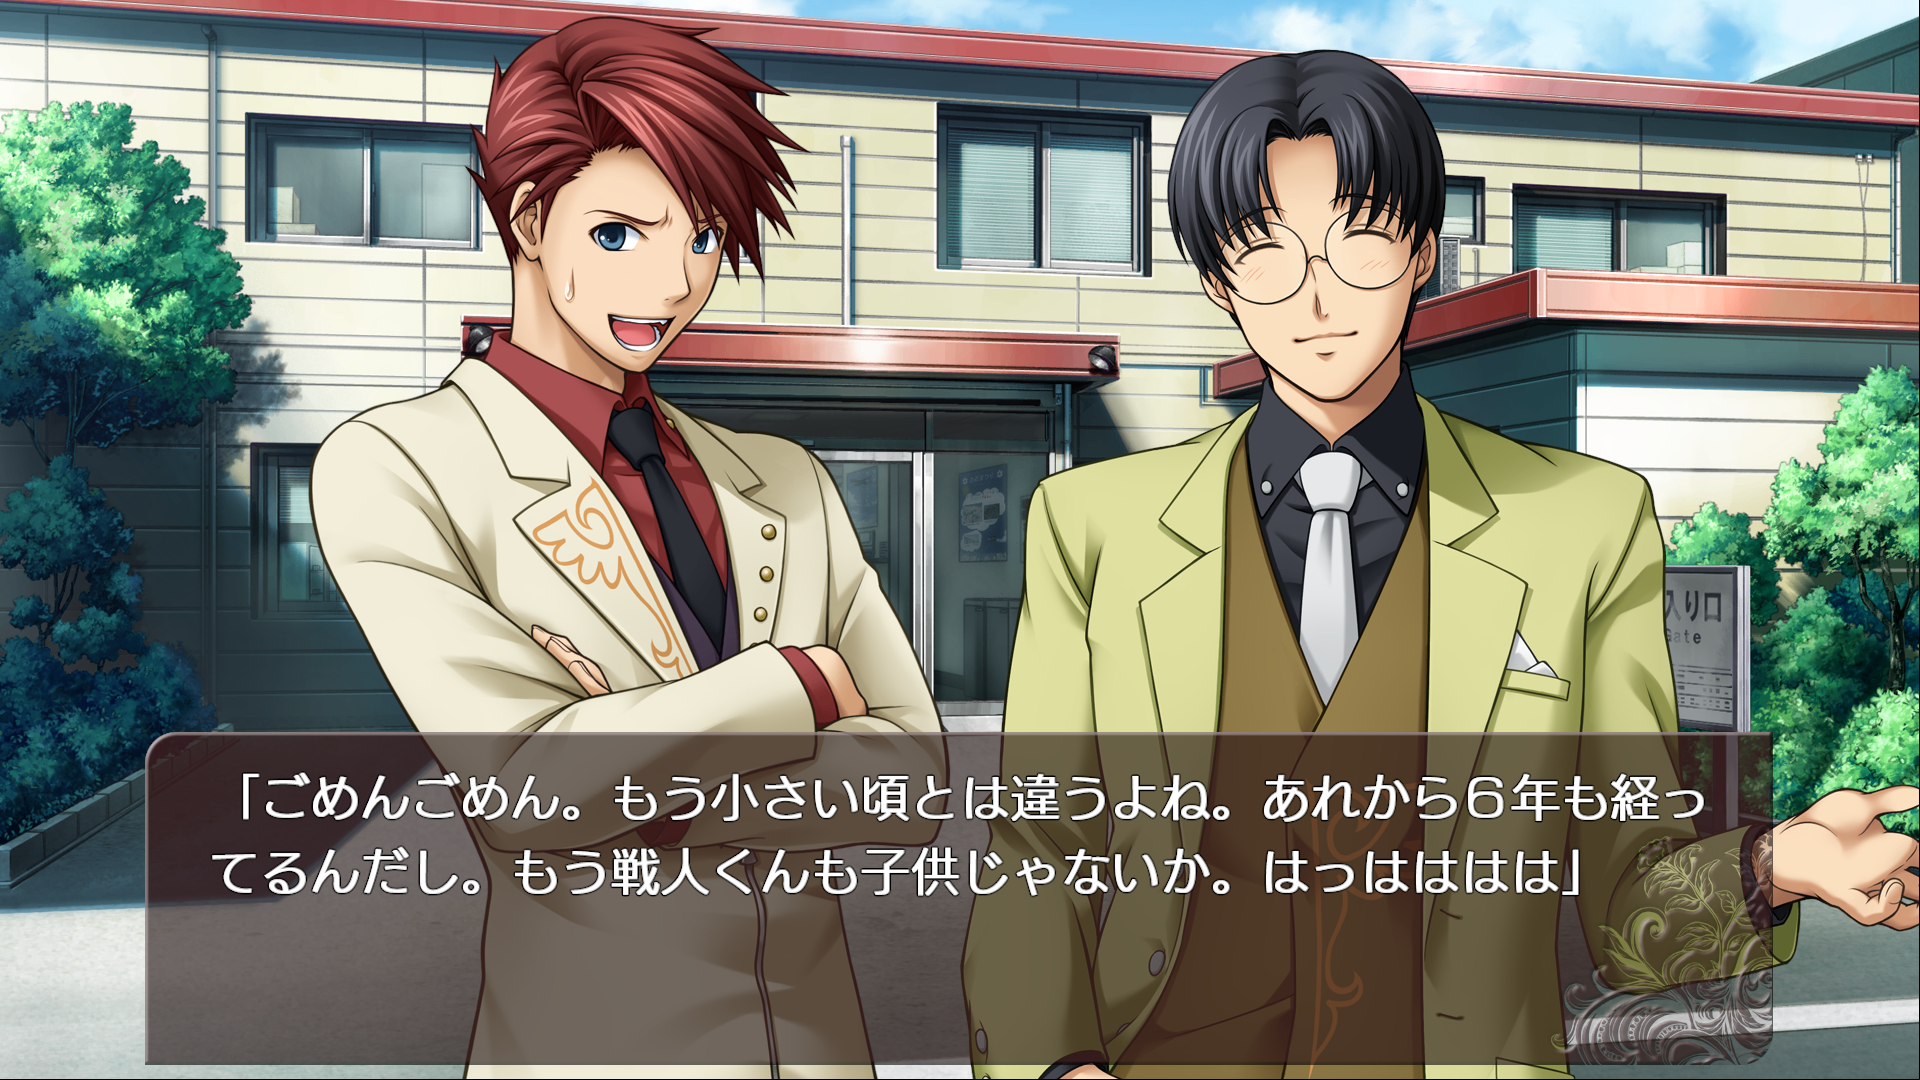 「ごめんごめん。もう小さい頃とは違うよね。あれから６年も経っ
てるんだし。もう戦人くんも子供じゃないか。はっはははは」
入り口
Gate